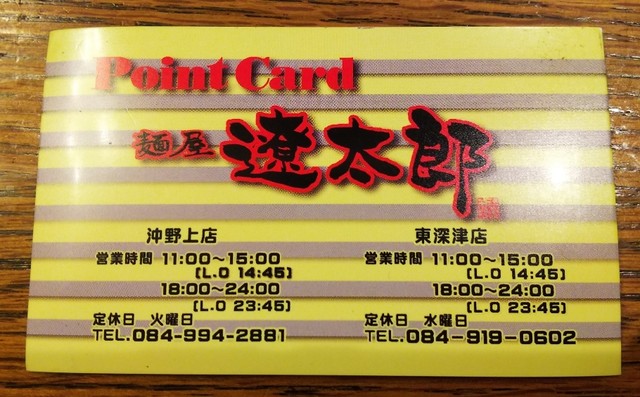 Point Card
麺屋 遼太郎
沖野上店
営業時間 11:00～15:00
[L.O 14:45]
18:00～24:00
[L.O 23:45]
定休日 火曜日
TEL.084-994-2881
東深津店
営業時間 11:00～15:00
[L.O 14:45]
18:00～24:00
[L.O 23:45]
定休日 水曜日
TEL.084-919-0602